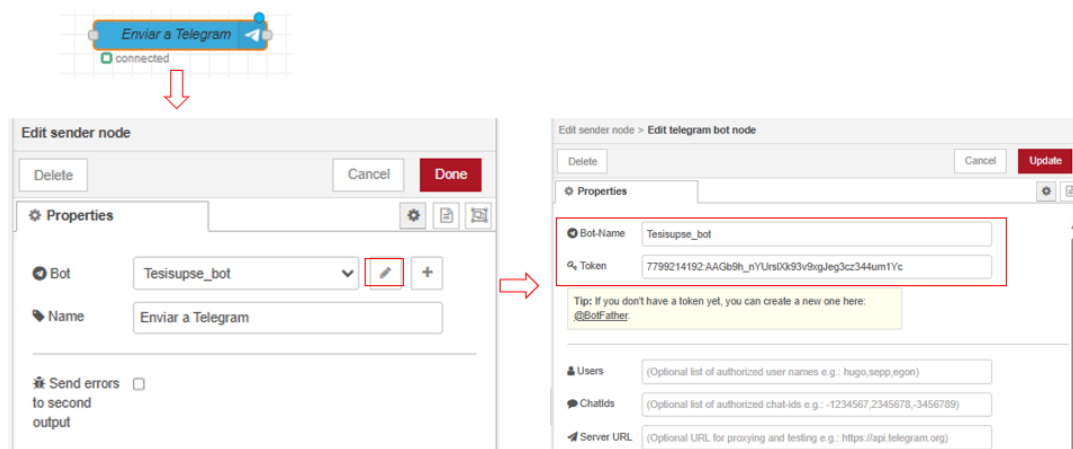 Enviar a Telegram
connected
Edit sender node
Delete
Cancel
Done
Properties
Bot
Tesisupse_bot
Name
Enviar a Telegram
Send errors
to second
output
Edit sender node > Edit telegram bot node
Delete
Cancel
Update
Properties
Bot-Name
Tesisupse_bot
Token
Tip: If you don't have a token yet, you can create a new one here:
@BotFather.
Users
(Optional list of authorized user names e.g.: hugo,sepp,egon)
ChatIds
(Optional list of authorized chat-ids e.g.: -1234567,2345678,-3456789)
Server URL
(Optional URL for proxying and testing e.g.: https://api.telegram.org)